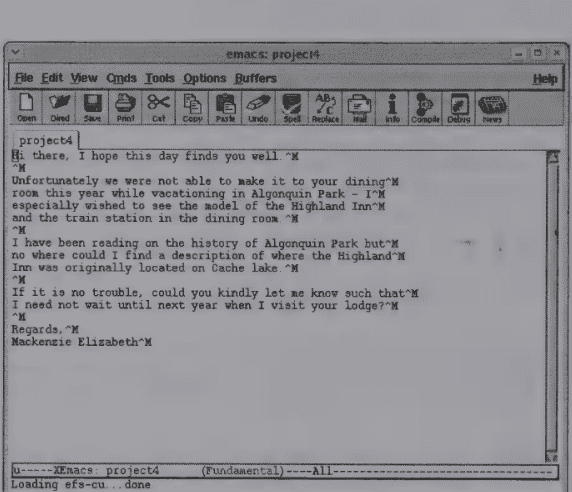 emacs: project4
File Edit View Cmds Tools Options Buffers Help
Open Dired Save Print Cut Copy Paste Undo Spell Replace Mail Info Compile Debug News
project4
Hi there, I hope this day finds you well.^M
^M
Unfortunately we were not able to make it to your dining^M
room this year while vacationing in Algonquin Park - I^M
especially wished to see the model of the Highland Inn^M
and the train station in the dining room.^M
^M
I have been reading on the history of Algonquin Park but^M
no where could I find a description of where the Highland^M
Inn was originally located on Cache lake.^M
^M
If it is no trouble, could you kindly let me know such that^M
I need not wait until next year when I visit your lodge?^M
^M
Regards,^M
Mackenzie Elizabeth^M
u-----XEmacs: project4 (Fundamental)----All----------------------------
Loading efs-cu...done